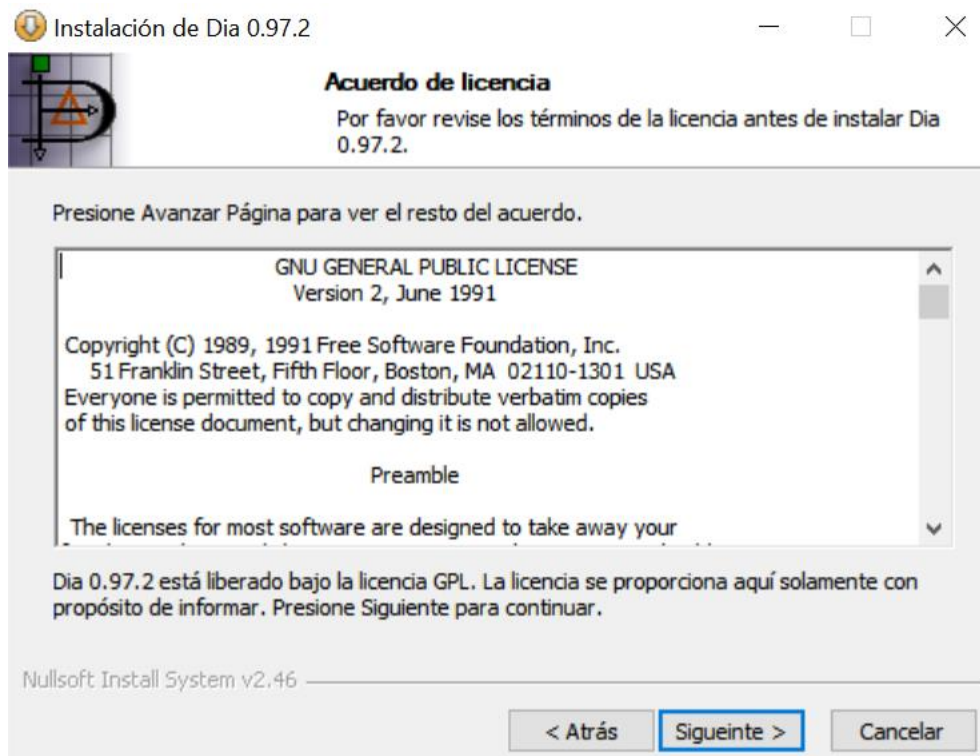 Instalación de Dia 0.97.2
Acuerdo de licencia
Por favor revise los términos de la licencia antes de instalar Dia
0.97.2.
Presione Avanzar Página para ver el resto del acuerdo.
GNU GENERAL PUBLIC LICENSE
Version 2, June 1991
Copyright (C) 1989, 1991 Free Software Foundation, Inc.
51 Franklin Street, Fifth Floor, Boston, MA 02110-1301 USA
Everyone is permitted to copy and distribute verbatim copies
of this license document, but changing it is not allowed.
Preamble
The licenses for most software are designed to take away your
Dia 0.97.2 está liberado bajo la licencia GPL. La licencia se proporciona aquí solamente con
propósito de informar. Presione Siguiente para continuar.
Nullsoft Install System v2.46
< Atrás
Sigueinte >
Cancelar